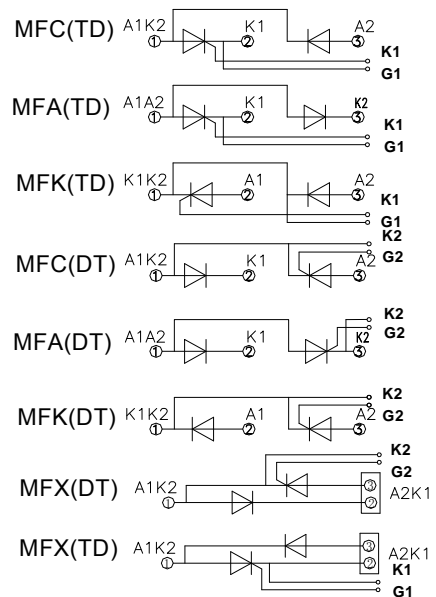 MFC(TD) A1K2 K1 A2
1 2 3
K1
G1
MFA(TD) A1A2 K1 K2
1 2 3
K1
G1
MFK(TD) K1K2 A1 A2
1 2 3
K1
G1
K2
MFC(DT) A1K2 K1 G2 A2
1 2 3
K2
MFA(DT) A1A2 K1 G2 K2
1 2 3
K2
MFK(DT) K1K2 A1 G2 A2
1 2 3
K2
G2
MFX(DT) A1K2 3 A2K1
1 2
MFX(TD) A1K2 3 A2K1
1 2
K1
G1